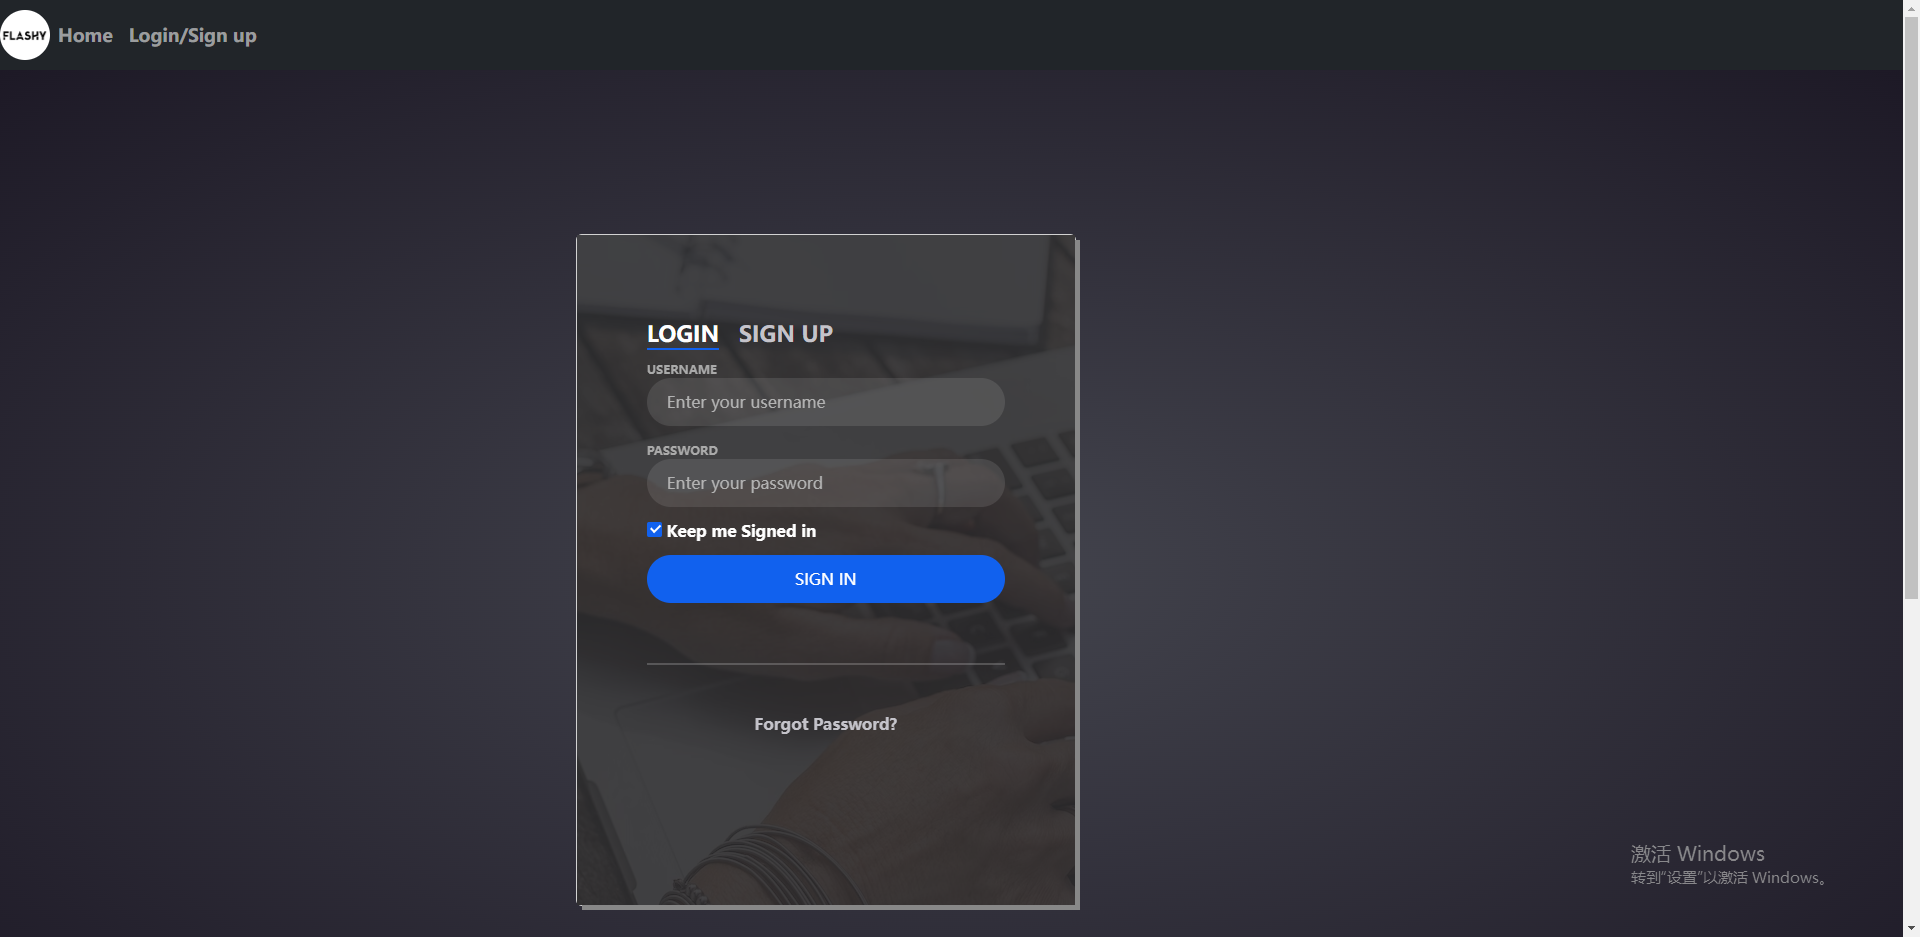 FLASHY Home Login/Sign up
LOGIN SIGN UP
USERNAME
Enter your username
PASSWORD
Enter your password
Keep me Signed in
SIGN IN
Forgot Password?
激活 Windows
转到“设置”以激活 Windows。